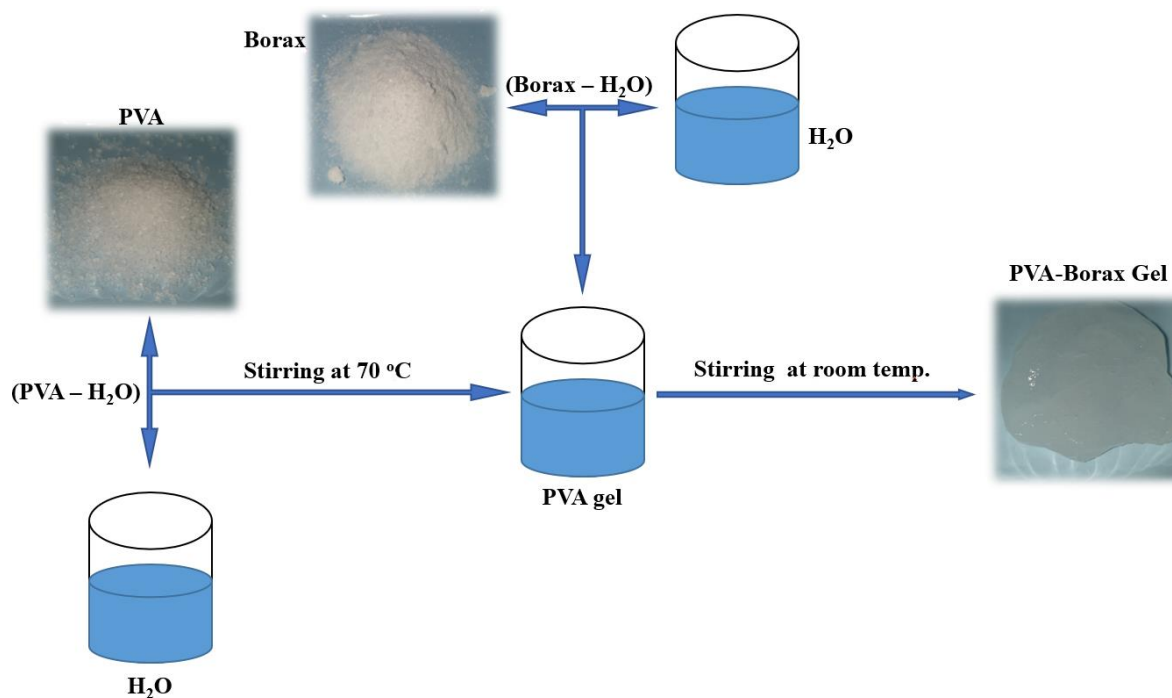 Borax
(Borax – H₂O)
H₂O
PVA
PVA-Borax Gel
(PVA – H₂O)
Stirring at 70 °C
Stirring at room temp.
PVA gel
H₂O